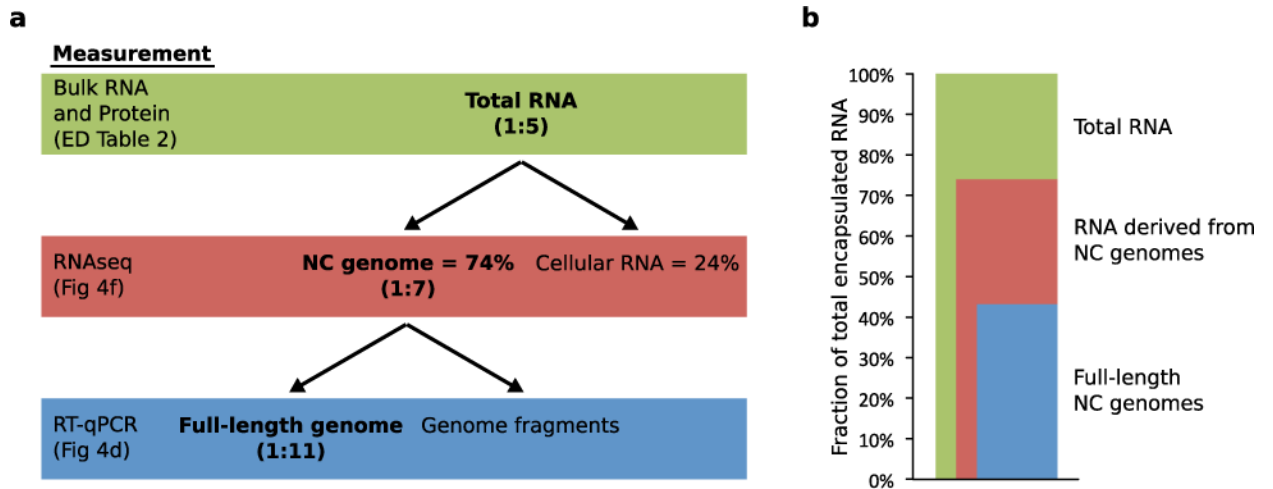 a
Measurement
Bulk RNA
and Protein
(ED Table 2)
Total RNA
(1:5)
RNAseq
(Fig 4f)
NC genome = 74%
(1:7)
Cellular RNA = 24%
RT-qPCR
(Fig 4d)
Full-length genome
(1:11)
Genome fragments
b
Fraction of total encapsulated RNA
100%
90%
80%
70%
60%
50%
40%
30%
20%
10%
0%
Total RNA
RNA derived from
NC genomes
Full-length
NC genomes